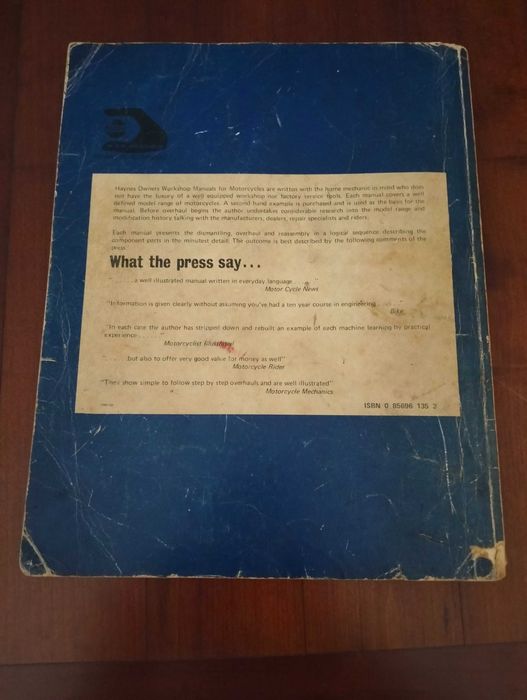 Haynes Owners Workshop Manuals for Motorcycles are written with the home mechanic in mind who does
not have the luxury of a well equipped workshop nor factory service tools. Each manual covers a well
defined model range of motorcycles. A second hand example is purchased and is used as the basis for the
manual. Before overhaul begins the author undertakes considerable research into the model range and
modification history talking with the manufacturers, dealers, repair specialists and riders.
Each manual presents the dismantling, overhaul and reassembly in a logical sequence describing the
component parts in the minutest detail. The outcome is best described by the following comments of the
press
What the press say...
. . . . . a well illustrated manual written in everyday language . . . "
Motor Cycle News
"Information is given clearly without assuming you've had a ten year course in engineering
Bike
"In each case the author has stripped down and rebuilt an example of each machine learning by practical
experience . . . . .
Motorcyclist Illustrated
. . . . but also to offer very good value for money as well"
Motorcycle Rider
"They show simple to follow step by step overhauls and are well illustrated"
Motorcycle Mechanics
ISBN 0 85696 135 2